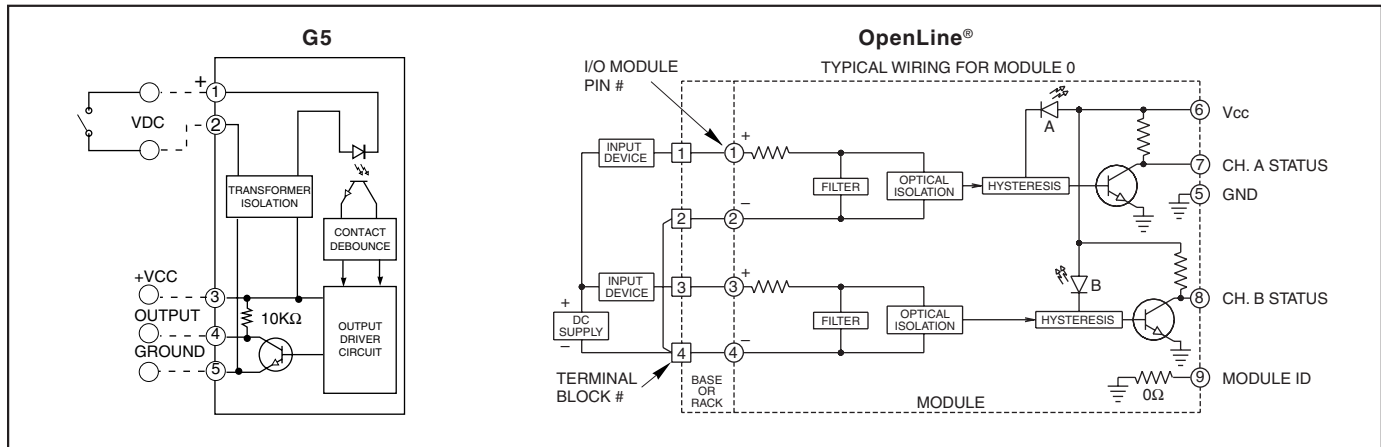 G5
+
1
2
VDC
TRANSFORMER
ISOLATION
CONTACT
DEBOUNCE
+VCC
3
OUTPUT
10KΩ
4
GROUND
5
OUTPUT
DRIVER
CIRCUIT
OpenLine®
I/O MODULE
PIN #
TYPICAL WIRING FOR MODULE 0
A
6
Vcc
INPUT
DEVICE
1
1
+
FILTER
OPTICAL
ISOLATION
HYSTERESIS
7
CH. A STATUS
5
GND
2
2
–
INPUT
DEVICE
3
3
+
B
8
CH. B STATUS
+
DC
SUPPLY
–
FILTER
OPTICAL
ISOLATION
HYSTERESIS
4
4
–
TERMINAL
BLOCK #
BASE
OR
RACK
MODULE
0Ω
9
MODULE ID